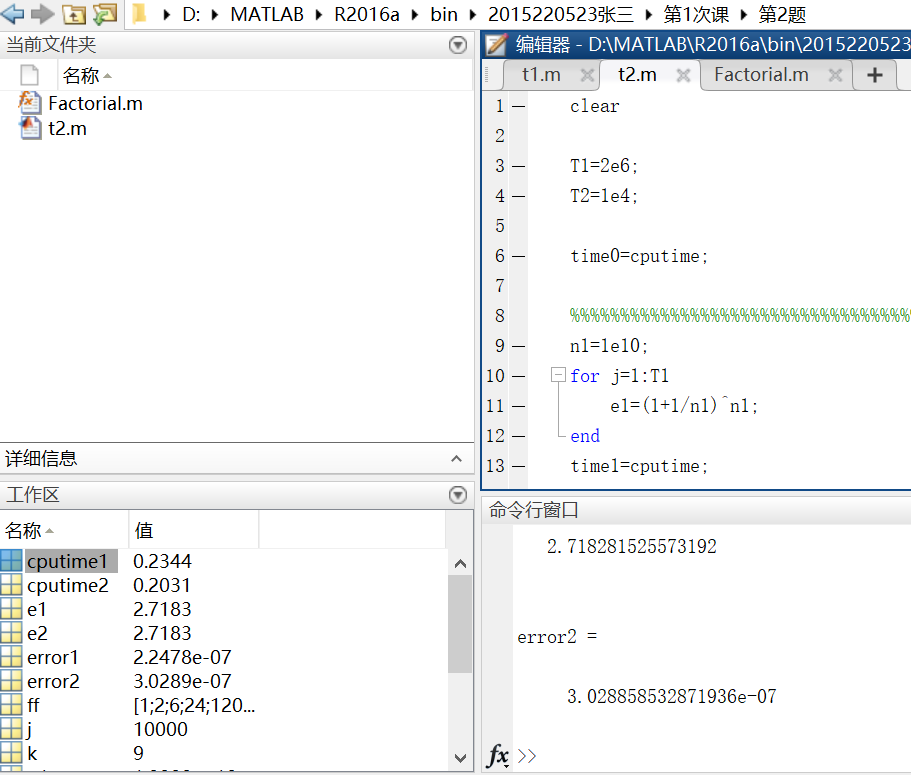 D: ▸ MATLAB ▸ R2016a ▸ bin ▸ 2015220523张三 ▸ 第1次课 ▸ 第2题
当前文件夹
名称
Factorial.m
t2.m
详细信息
工作区
名称 值
cputime1 0.2344
cputime2 0.2031
e1 2.7183
e2 2.7183
error1 2.2478e-07
error2 3.0289e-07
ff [1;2;6;24;120...
j 10000
k 9
编辑器 - D:\MATLAB\R2016a\bin\2015220523
t1.m t2.m Factorial.m +
1 — clear
2
3 — T1=2e6;
4 — T2=1e4;
5
6 — time0=cputime;
7
8 %%%%%%%%%%%%%%%%%%%%%%%%%%%%%%%%%%
9 — n1=1e10;
10 — for j=1:T1
11 — e1=(1+1/n1)^n1;
12 — end
13 — time1=cputime;
命令行窗口
2.718281525573192
error2 =
3.028858532871936e-07
fx >>